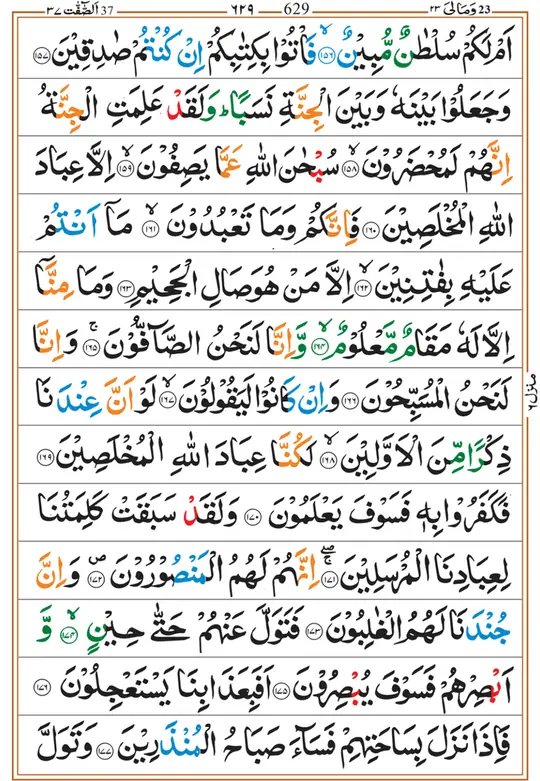 23 وَمَالِیَ ٢٣ 629 ٦٢٩ 37 اَلصّٰٓفّٰت ٣٧
اَمْ لَكُمْ سُلْطٰنٌ مُّبِیْنٌ ۙ﴿١٥٦﴾ فَاْتُوْا بِكِتٰبِكُمْ اِنْ كُنْتُمْ صٰدِقِیْنَ ﴿١٥٧﴾
وَجَعَلُوْا بَیْنَهٗ وَبَیْنَ الْجِنَّةِ نَسَبًا ؕ وَلَقَدْ عَلِمَتِ الْجِنَّةُ
اِنَّهُمْ لَمُحْضَرُوْنَ ۙ﴿١٥٨﴾ سُبْحٰنَ اللّٰهِ عَمَّا یَصِفُوْنَ ۙ﴿١٥٩﴾ اِلَّا عِبَادَ
اللّٰهِ الْمُخْلَصِیْنَ ﴿١٦٠﴾ فَاِنَّكُمْ وَمَا تَعْبُدُوْنَ ۙ﴿١٦١﴾ مَاۤ اَنْتُمْ
عَلَیْهِ بِفٰتِنِیْنَ ۙ﴿١٦٢﴾ اِلَّا مَنْ هُوَ صَالِ الْجَحِیْمِ ﴿١٦٣﴾ وَمَا مِنَّاۤ
اِلَّا لَهٗ مَقَامٌ مَّعْلُوْمٌ ۙ﴿١٦٤﴾ وَّاِنَّا لَنَحْنُ الصَّآفُّوْنَ ۚ﴿١٦٥﴾ وَاِنَّا
لَنَحْنُ الْمُسَبِّحُوْنَ ﴿١٦٦﴾ وَاِنْ كَانُوْا لَیَقُوْلُوْنَ ۙ﴿١٦٧﴾ لَوْ اَنَّ عِنْدَنَا
ذِكْرًا مِّنَ الْاَوَّلِیْنَ ۙ﴿١٦٨﴾ لَكُنَّا عِبَادَ اللّٰهِ الْمُخْلَصِیْنَ ﴿١٦٩﴾
فَكَفَرُوْا بِهٖ فَسَوْفَ یَعْلَمُوْنَ ﴿١٧٠﴾ وَلَقَدْ سَبَقَتْ كَلِمَتُنَا
لِعِبَادِنَا الْمُرْسَلِیْنَ ۚۖ﴿١٧١﴾ اِنَّهُمْ لَهُمُ الْمَنْصُوْرُوْنَ ۪﴿١٧٢﴾ وَاِنَّ
جُنْدَنَا لَهُمُ الْغٰلِبُوْنَ ﴿١٧٣﴾ فَتَوَلَّ عَنْهُمْ حَتّٰی حِیْنٍ ۙ﴿١٧٤﴾ وَّ
اَبْصِرْهُمْ فَسَوْفَ یُبْصِرُوْنَ ﴿١٧٥﴾ اَفَبِعَذَابِنَا یَسْتَعْجِلُوْنَ ﴿١٧٦﴾
فَاِذَا نَزَلَ بِسَاحَتِهِمْ فَسَآءَ صَبَاحُ الْمُنْذَرِیْنَ ﴿١٧٧﴾ وَتَوَلَّ
منزل ٦